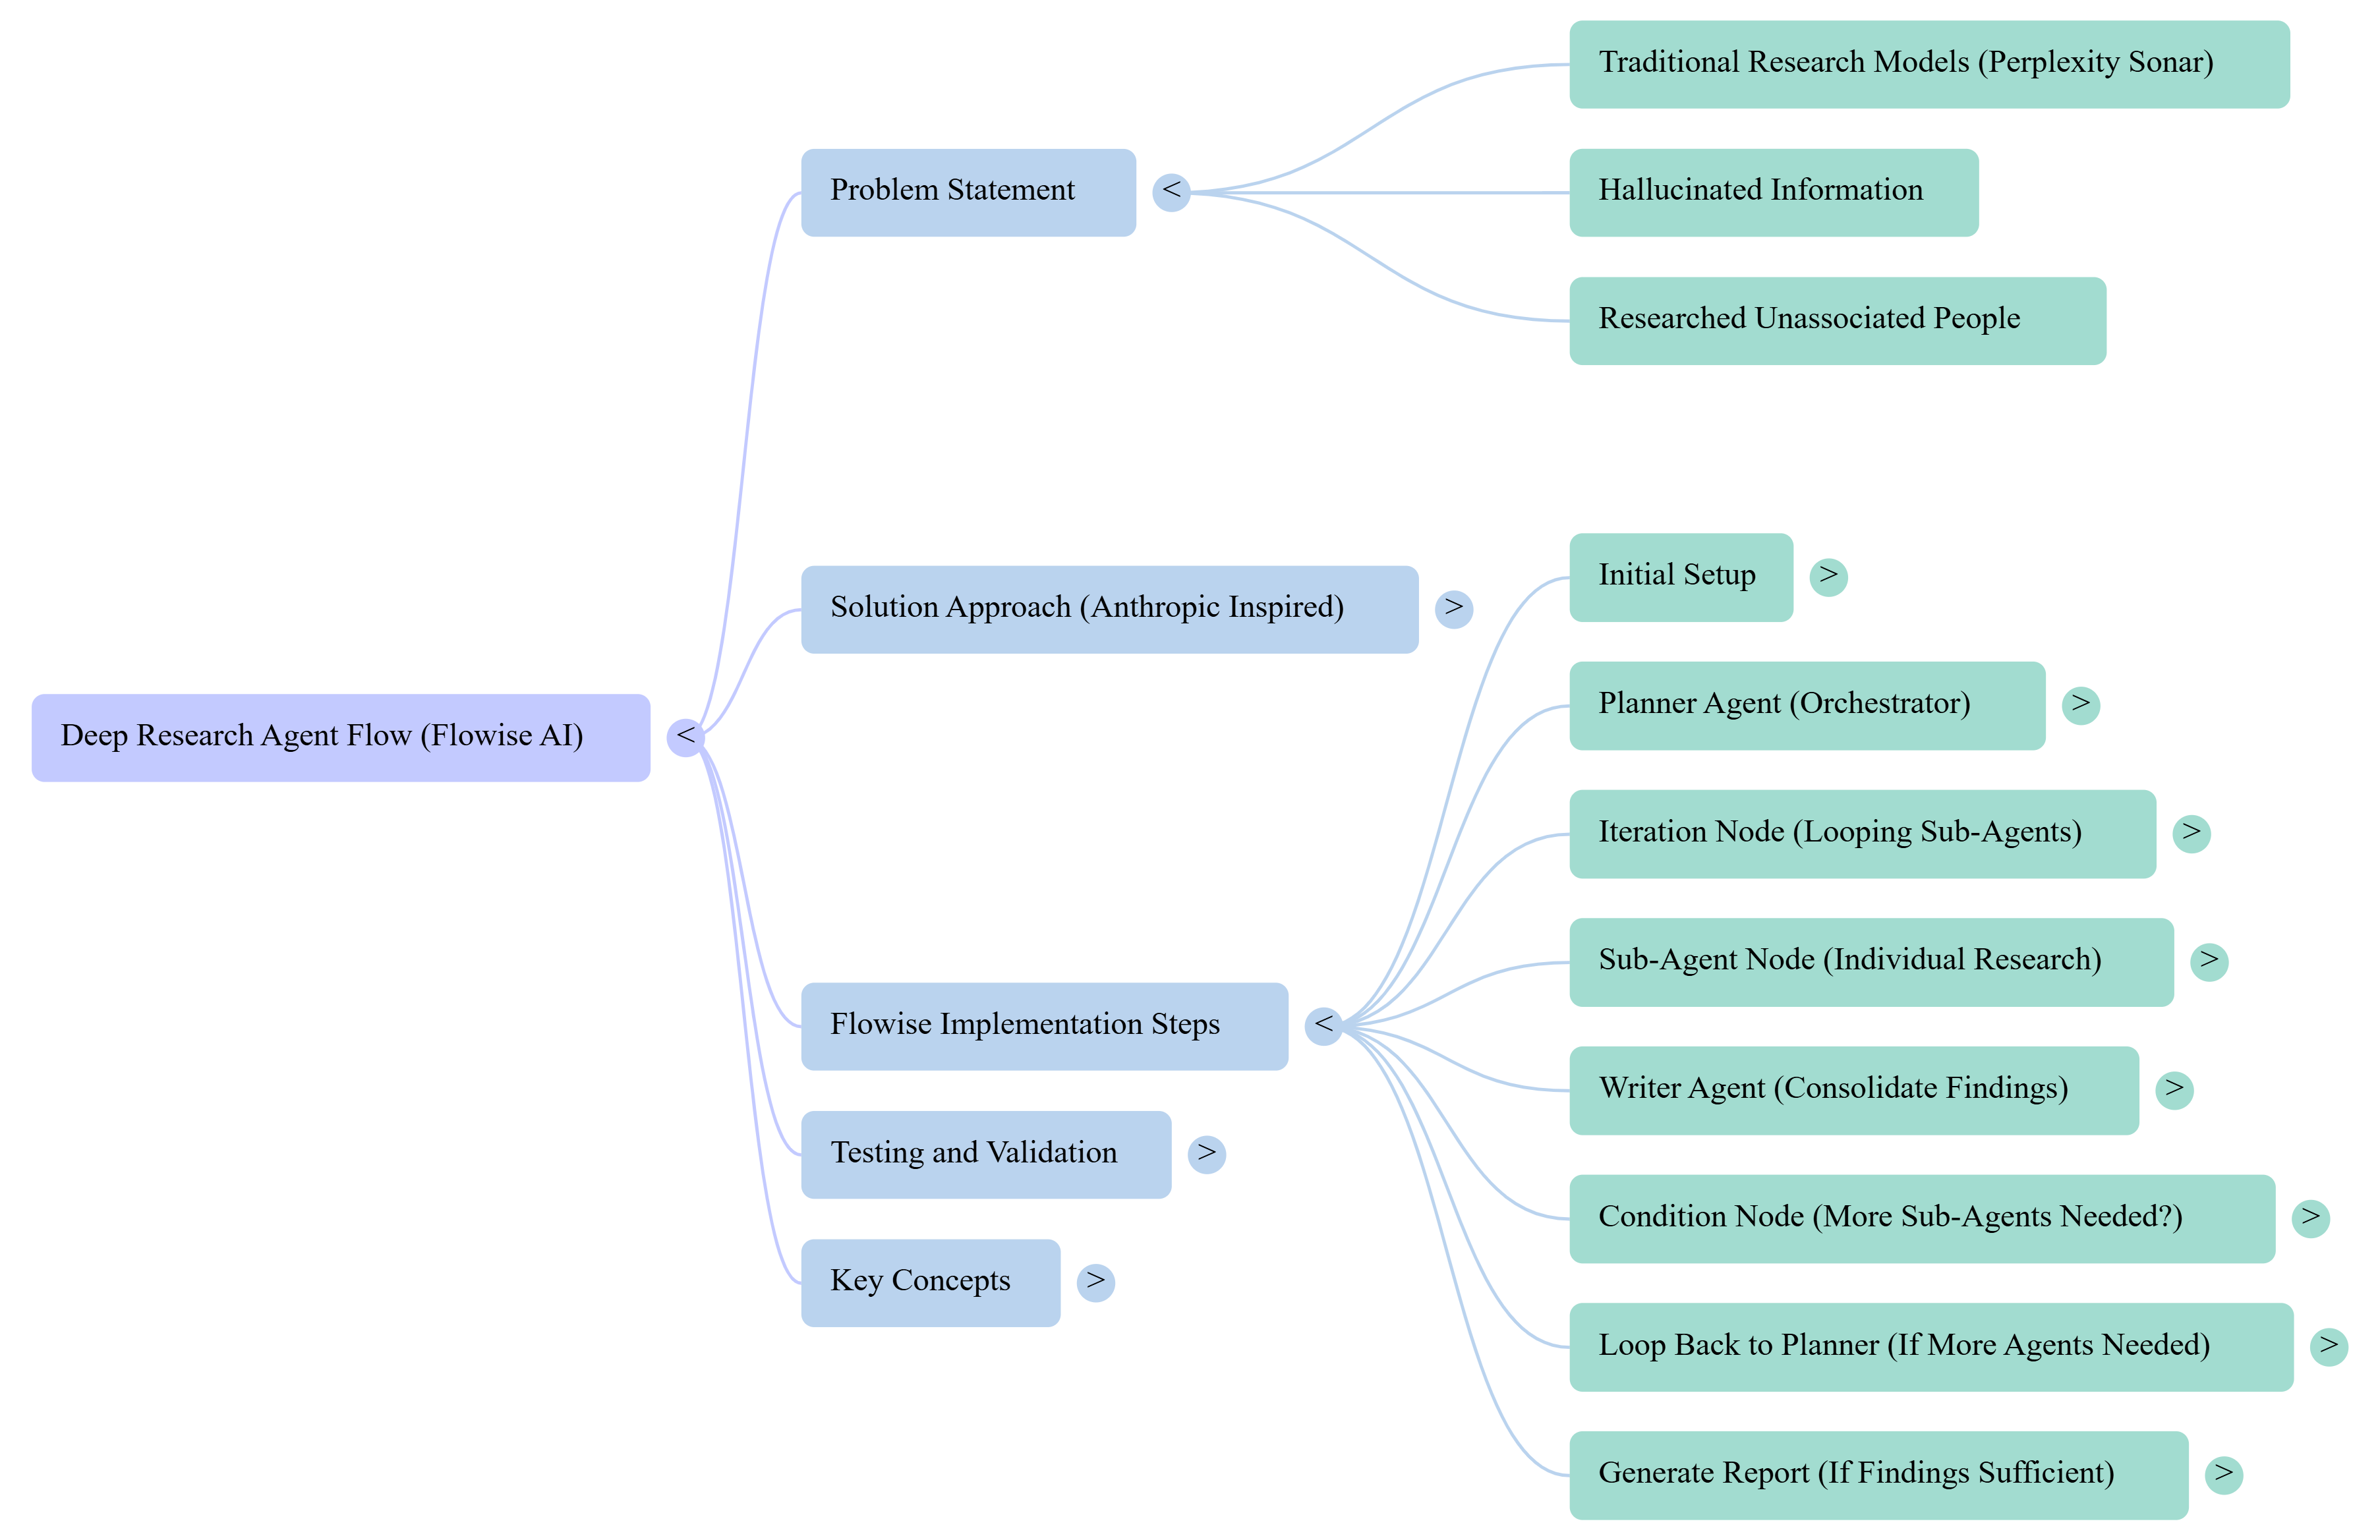 Deep Research Agent Flow (Flowise AI)
<
Problem Statement
<
Traditional Research Models (Perplexity Sonar)
Hallucinated Information
Researched Unassociated People
Solution Approach (Anthropic Inspired)
>
Flowise Implementation Steps
<
Initial Setup
>
Planner Agent (Orchestrator)
>
Iteration Node (Looping Sub-Agents)
>
Sub-Agent Node (Individual Research)
>
Writer Agent (Consolidate Findings)
>
Condition Node (More Sub-Agents Needed?)
>
Loop Back to Planner (If More Agents Needed)
>
Generate Report (If Findings Sufficient)
>
Testing and Validation
>
Key Concepts
>